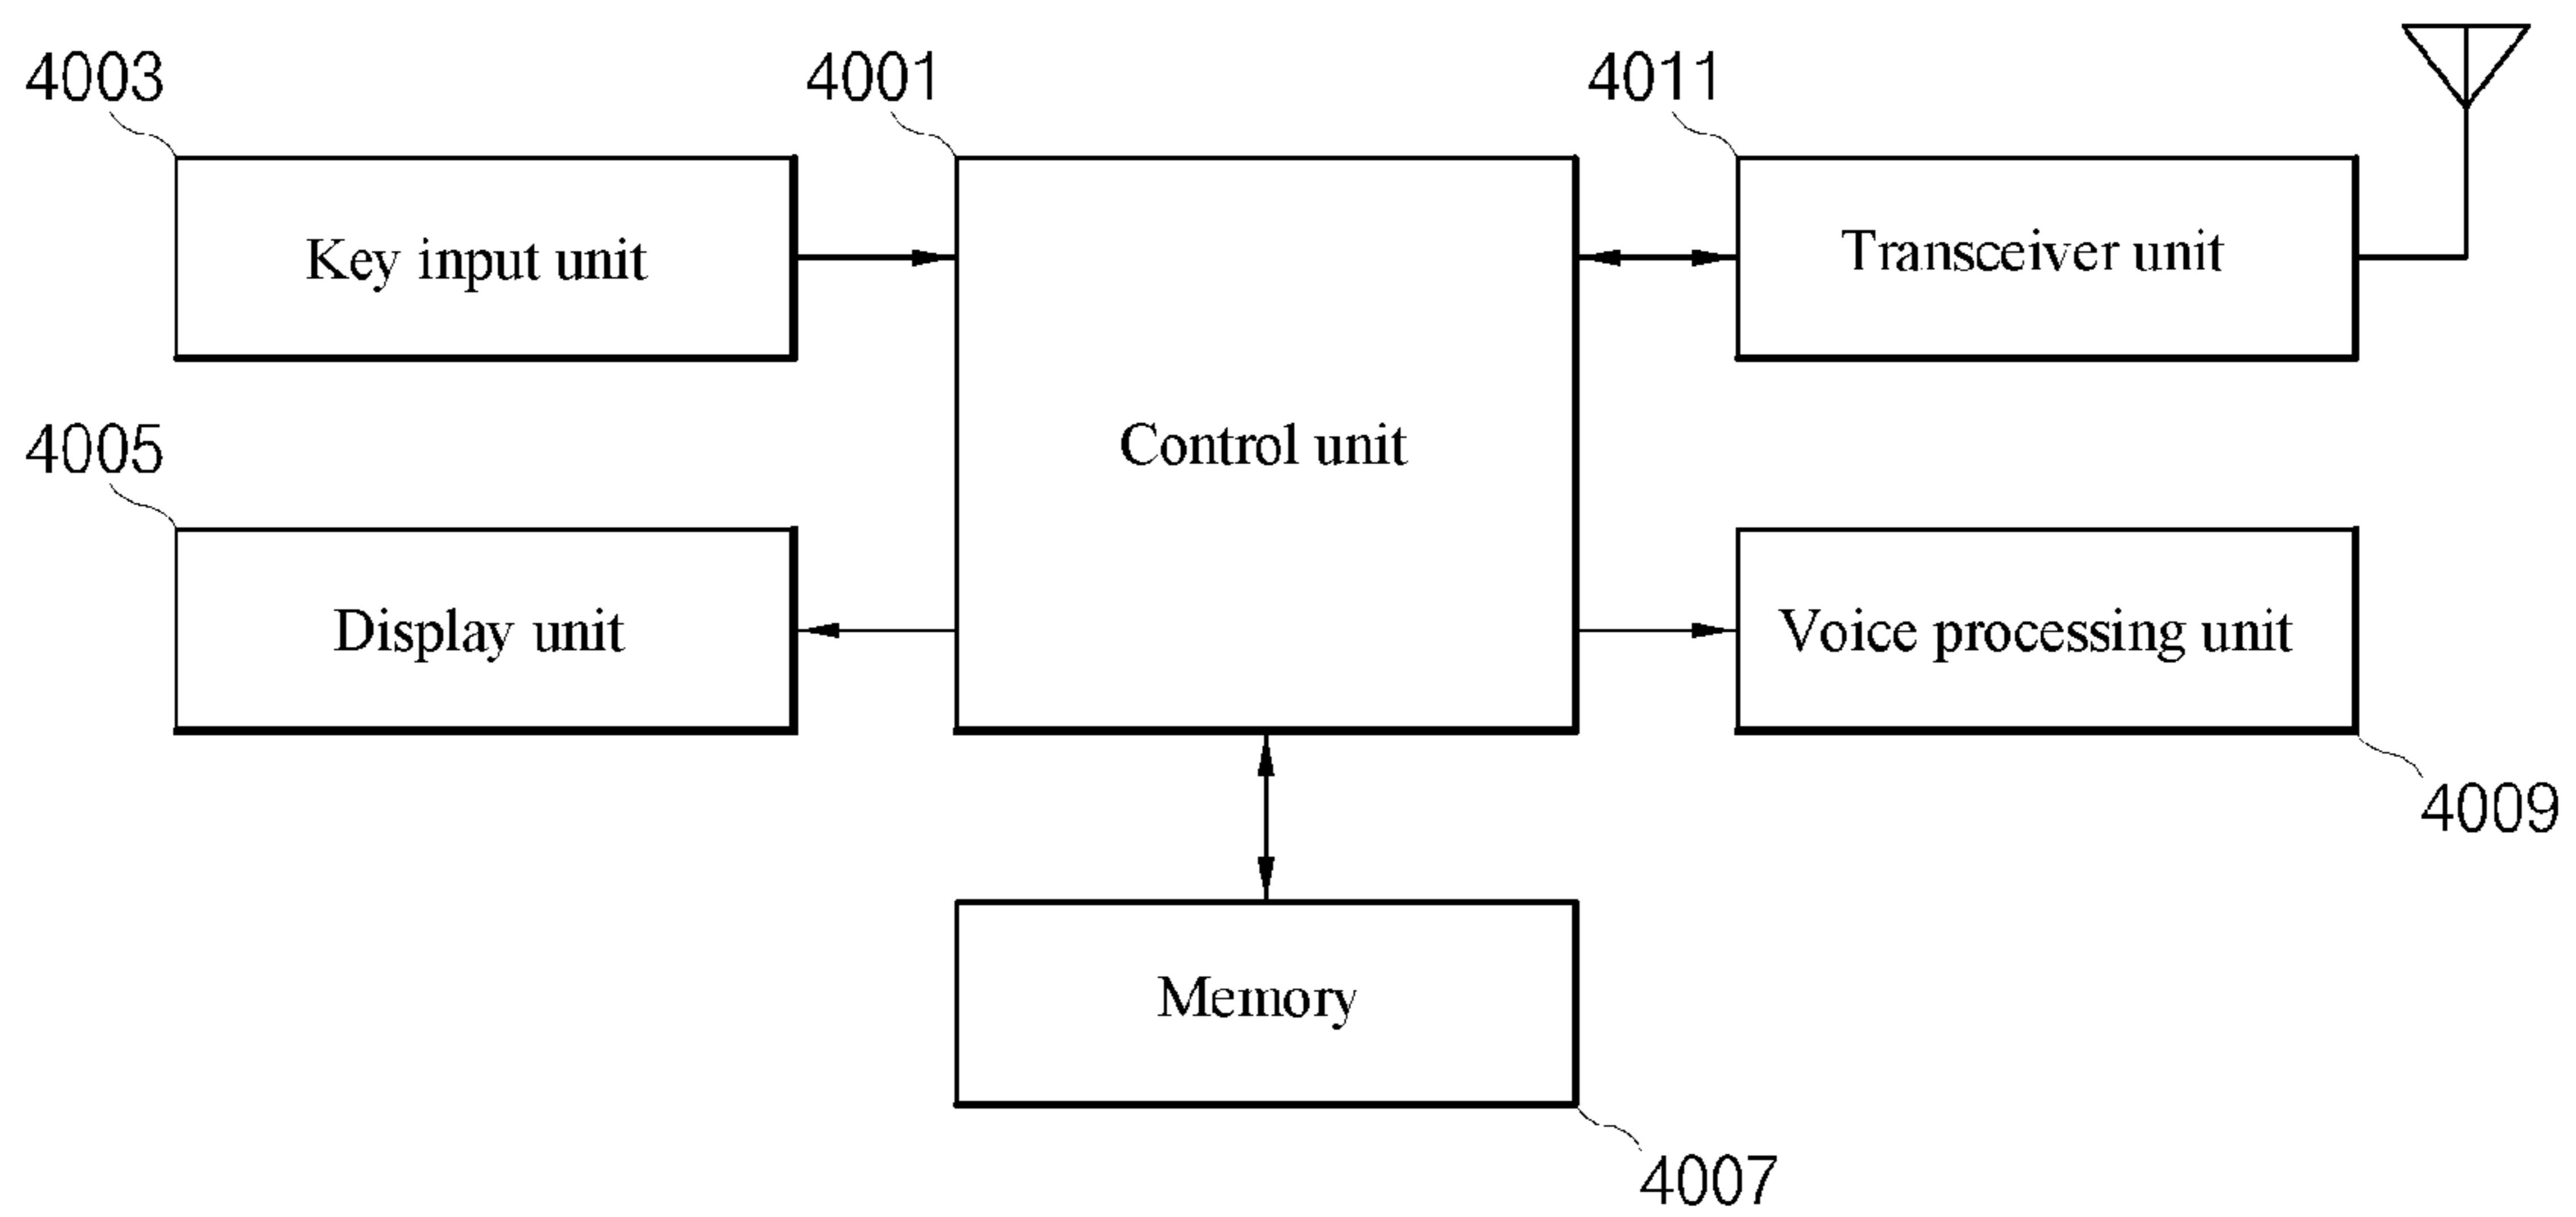 4003
4001
4011
Key input unit
Transceiver unit
Control unit
4005
Display unit
Voice processing unit
4009
Memory
4007